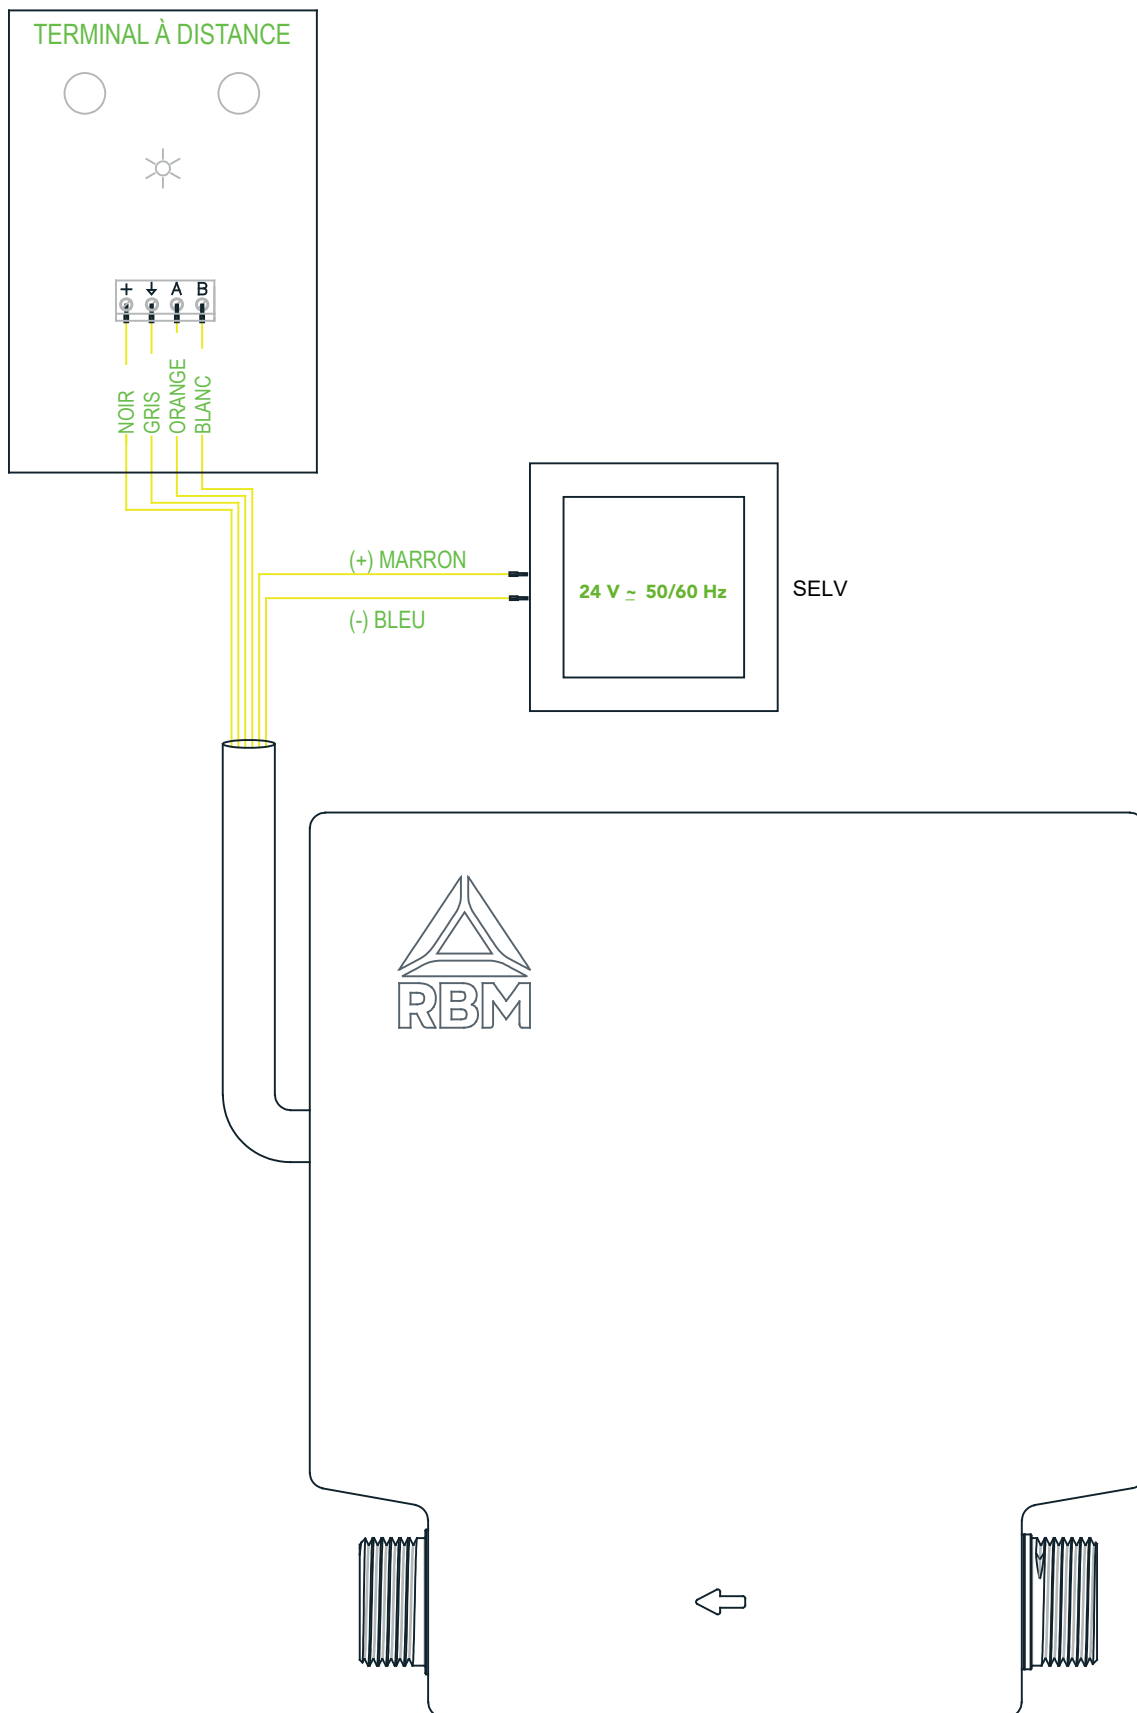 TERMINAL À DISTANCE
+ ⏚ A B
NOIR
GRIS
ORANGE
BLANC
(+) MARRON
(-) BLEU
24 V ~ 50/60 Hz
SELV
RBM